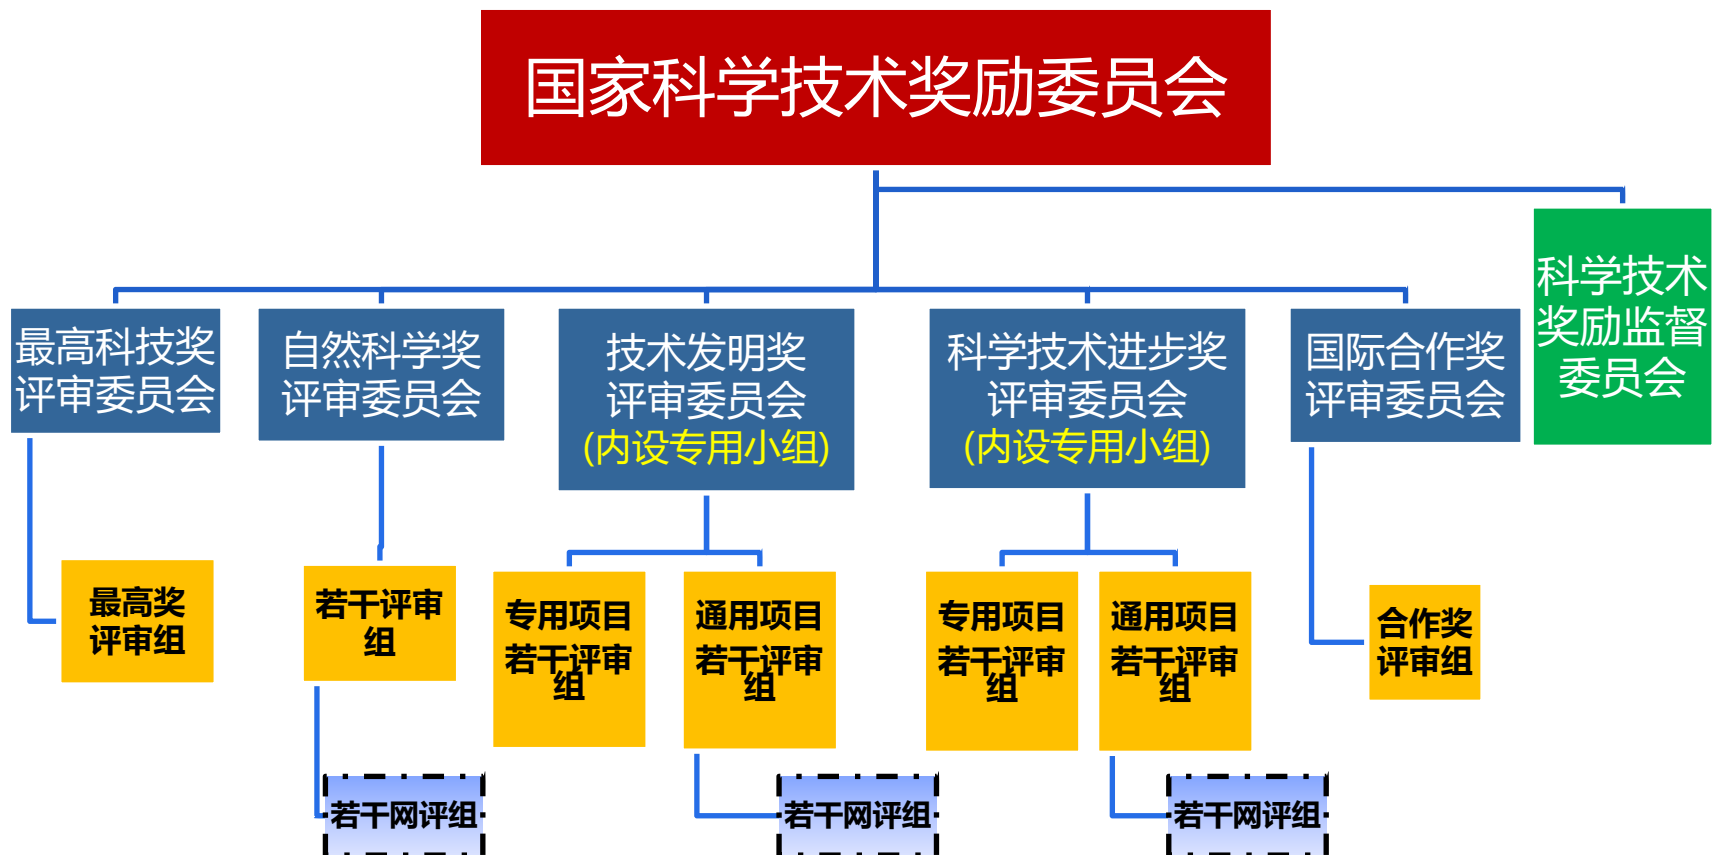 国家科学技术奖励委员会
科学技术
奖励监督
委员会
最高科技奖
评审委员会
自然科学奖
评审委员会
技术发明奖
评审委员会
(内设专用小组)
科学技术进步奖
评审委员会
(内设专用小组)
国际合作奖
评审委员会
最高奖
评审组
若干评审
组
专用项目
若干评审
组
通用项目
若干评审
组
专用项目
若干评审
组
通用项目
若干评审
组
合作奖
评审组
若干网评组
若干网评组
若干网评组